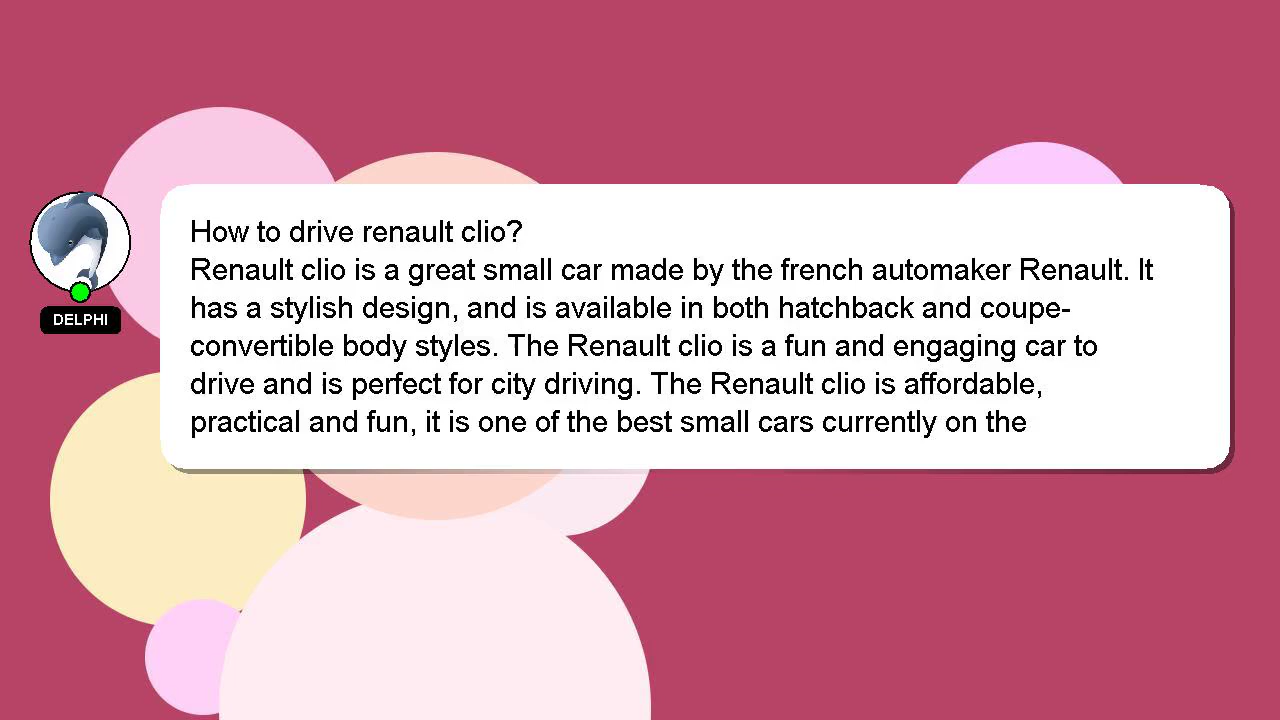 How to drive renault clio?
Renault clio is a great small car made by the french automaker Renault. It
has a stylish design, and is available in both hatchback and coupe-
convertible body styles. The Renault clio is a fun and engaging car to
drive and is perfect for city driving. The Renault clio is affordable,
practical and fun, it is one of the best small cars currently on the
DELPHI